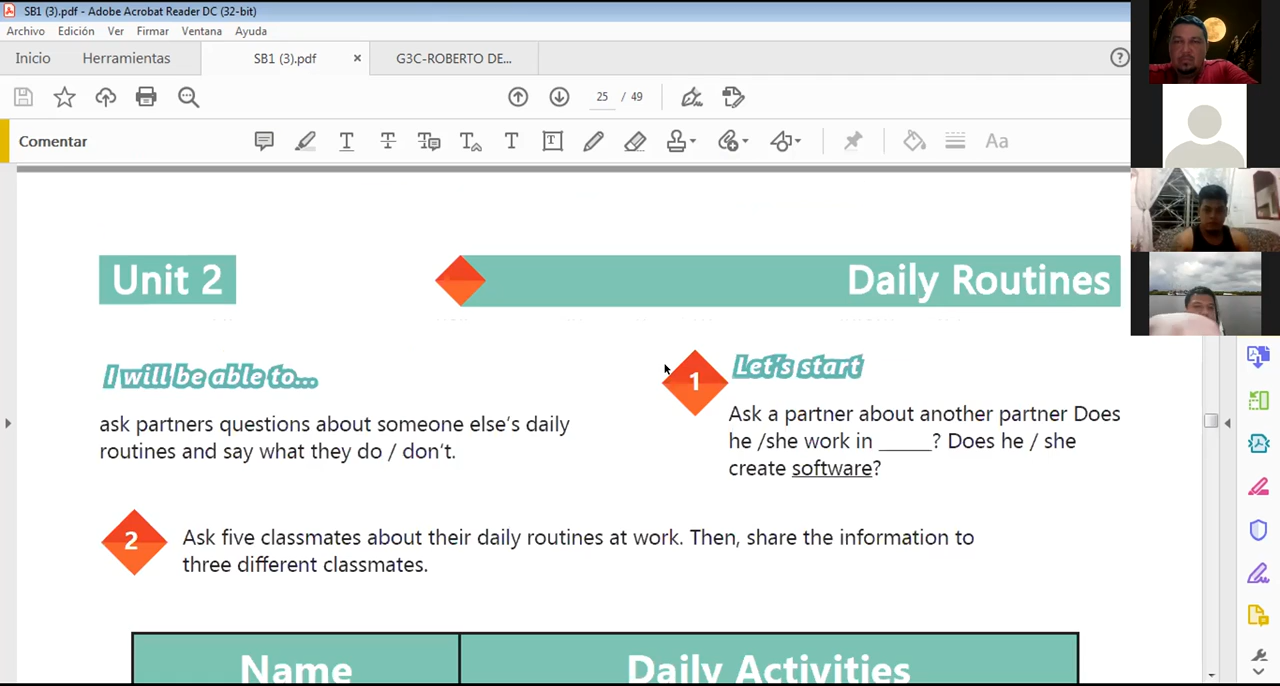 SB1 (3).pdf - Adobe Acrobat Reader DC (32-bit)
Archivo Edición Ver Firmar Ventana Ayuda
Inicio Herramientas SB1 (3).pdf × G3C-ROBERTO DE... ?
25 / 49
Comentar
Aa
Unit 2
Daily Routines
I will be able to...
ask partners questions about someone else's daily
routines and say what they do / don't.
1
Let's start
Ask a partner about another partner Does
he /she work in _____? Does he / she
create software?
2
Ask five classmates about their daily routines at work. Then, share the information to
three different classmates.
Name
Daily Activities